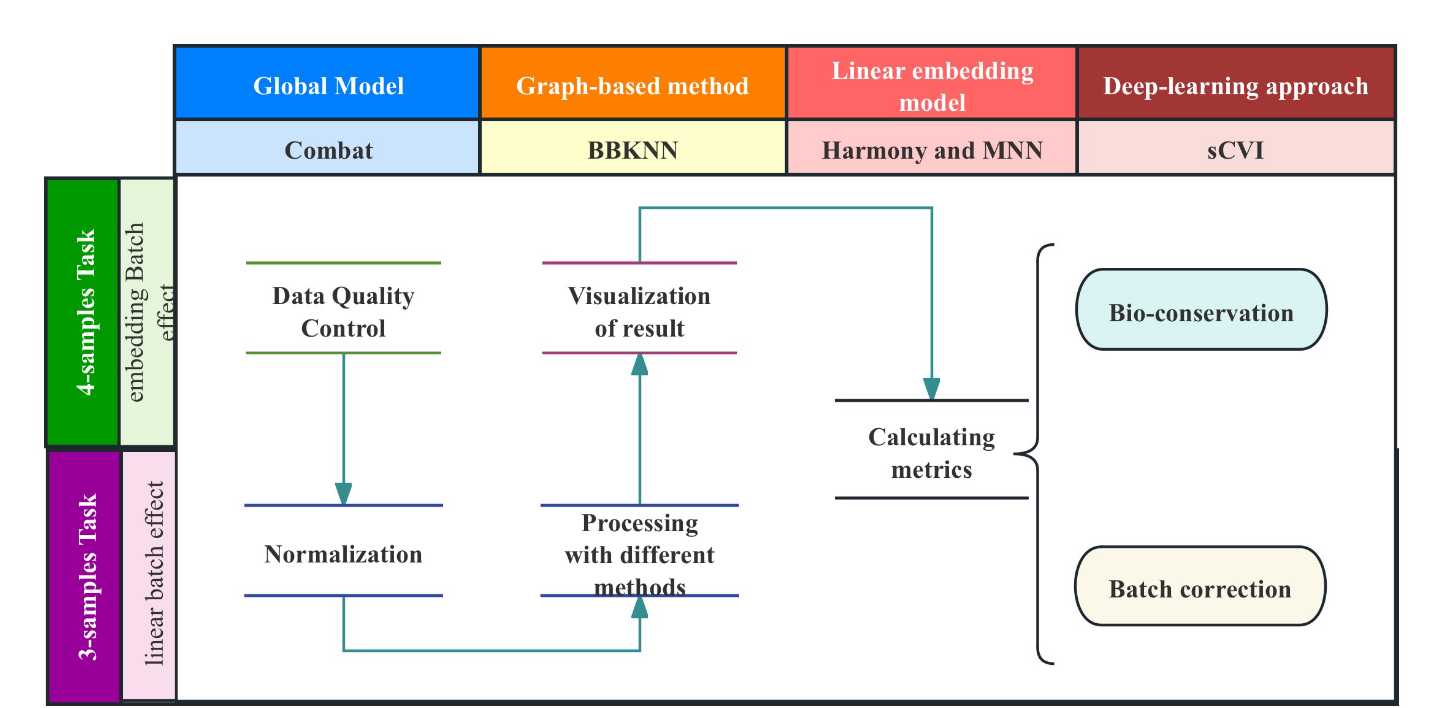 Global Model
Graph-based method
Linear embedding
model
Deep-learning approach
Combat
BBKNN
Harmony and MNN
sCVI
4-samples Task
embedding Batch
effect
3-samples Task
linear batch effect
Data Quality
Control
Normalization
Processing
with different
methods
Visualization
of result
Calculating
metrics
Bio-conservation
Batch correction